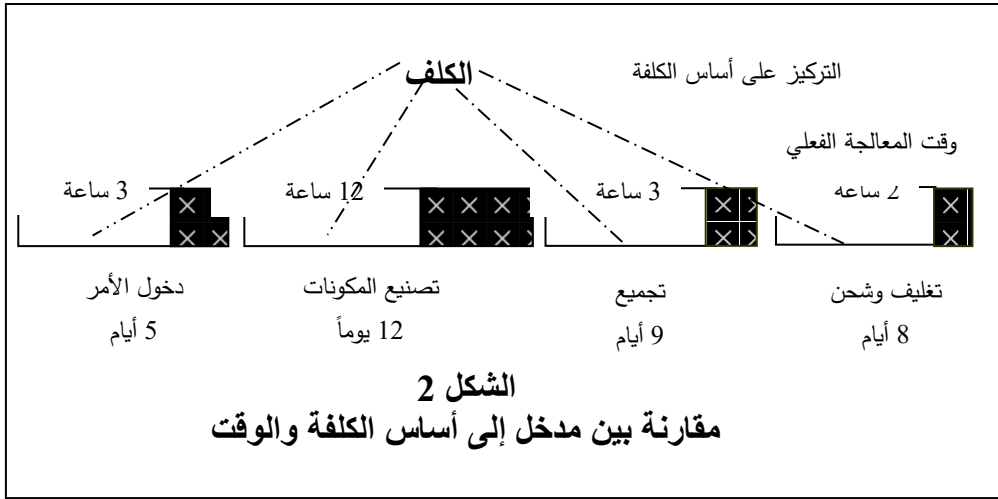 التركيز على أساس الكلفة
الكلف
وقت المعالجة الفعلي
3 ساعة
12 ساعة
3 ساعة
2 ساعة
دخول الأمر
تصنيع المكونات
تجميع
تغليف وشحن
5 أيام
12 يوماً
9 أيام
8 أيام
الشكل 2
مقارنة بين مدخل إلى أساس الكلفة والوقت